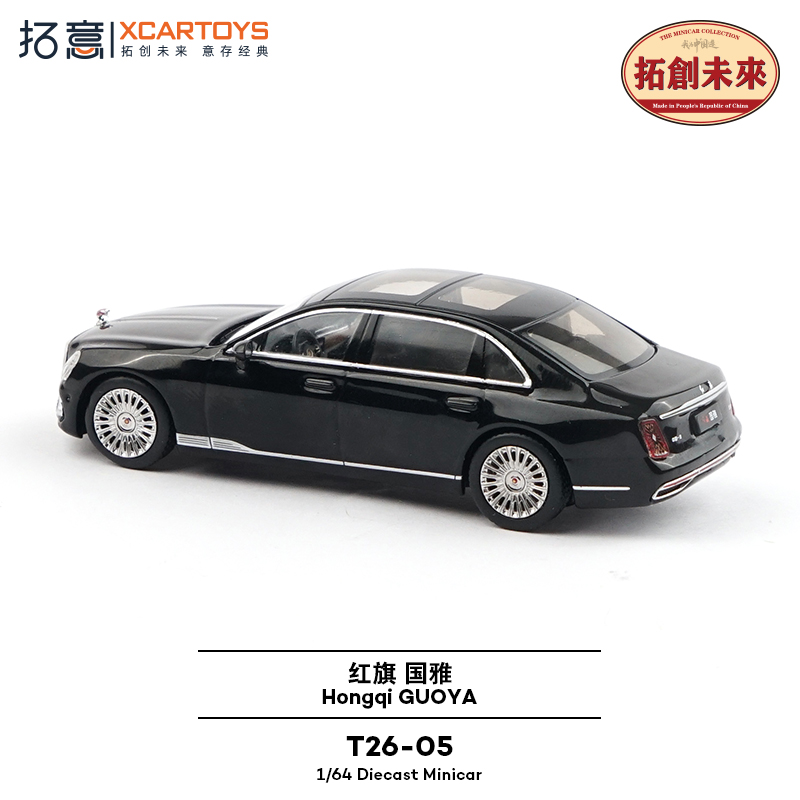 拓意 XCARTOYS
拓创未来 意存经典
THE MINICAR COLLECTION
拓創未來
Made in People's Republic of China
红旗 国雅
Hongqi GUOYA
T26-05
1/64 Diecast Minicar